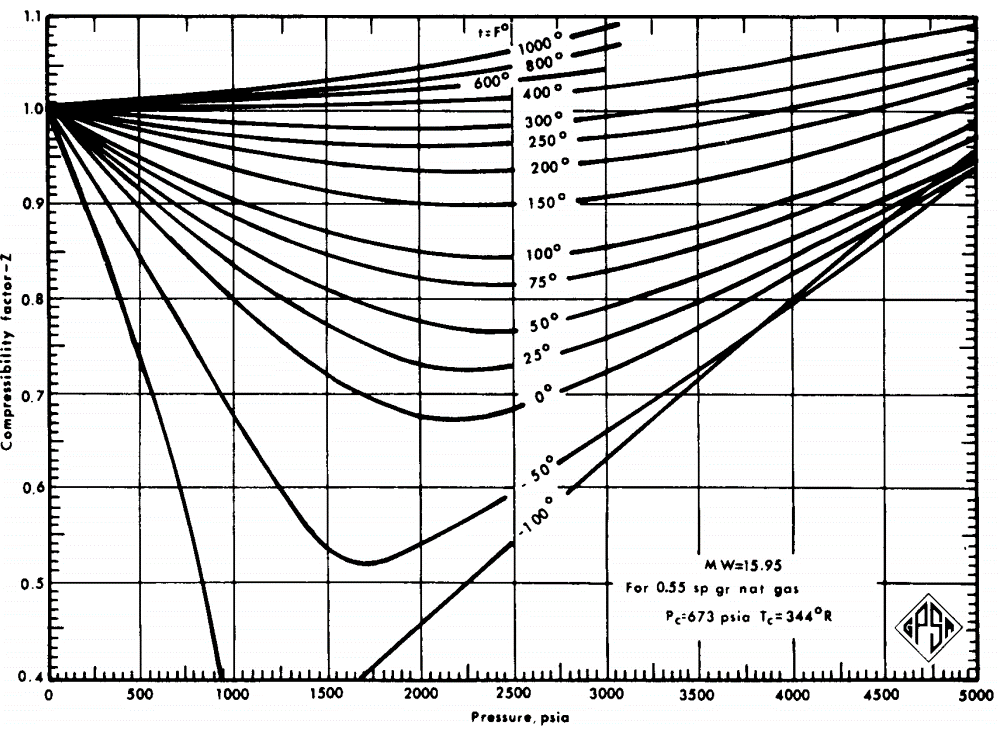 1.1
t=F°
1000°
800°
600°
400°
1.0
300°
250°
200°
150°
0.9
100°
75°
Compressibility factor–Z
0.8
50°
25°
0°
0.7
-50°
0.6
-100°
MW=15.95
0.5
For 0.55 sp gr nat gas
Pc=673 psia Tc=344°R
GPSA
0.4
0 500 1000 1500 2000 2500 3000 3500 4000 4500 5000
Pressure, psia